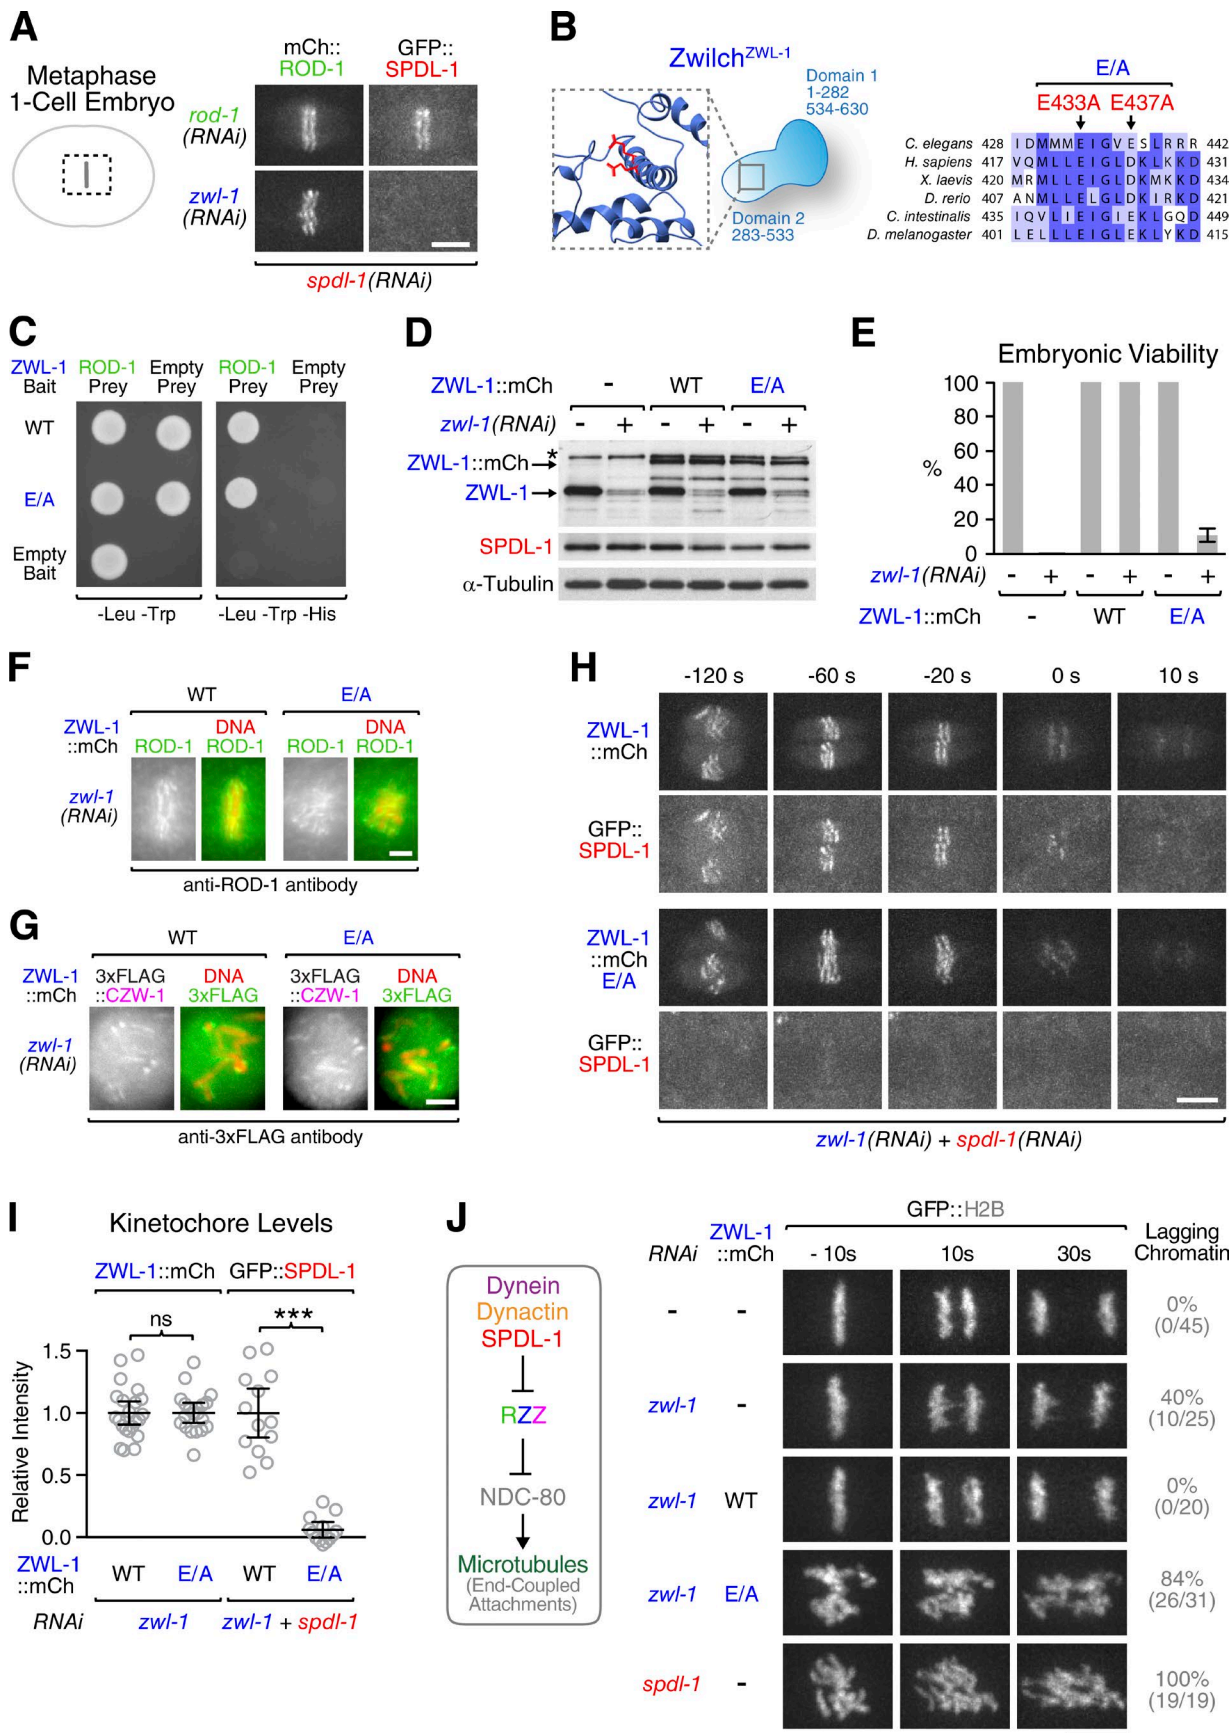 A
Metaphase
1-Cell Embryo
mCh::
ROD-1
GFP::
SPDL-1
rod-1
(RNAi)
zwl-1
(RNAi)
spdl-1(RNAi)
B
Zwilch^ZWL-1
Domain 1
1-282
534-630
Domain 2
283-533
E/A
E433A E437A
C. elegans 428 I D M M M E I G V E S L R R R 442
H. sapiens 417 V Q M L L E I G L D K L K K D 431
X. laevis 420 M R M L L E I G L D K M K K D 434
D. rerio 407 A N M L L E L G L D K I R K D 421
C. intestinalis 435 I Q V L I E I G I E K L G Q D 449
D. melanogaster 401 L E L L L E I G L E K L Y K D 415
C
ZWL-1
Bait
ROD-1
Prey
Empty
Prey
ROD-1
Prey
Empty
Prey
WT
E/A
Empty
Bait
-Leu -Trp
-Leu -Trp -His
D
ZWL-1::mCh - WT E/A
zwl-1(RNAi) - + - + - +
*
ZWL-1::mCh
ZWL-1
SPDL-1
α-Tubulin
E
Embryonic Viability
100
80
60
40
20
0
%
zwl-1(RNAi) - + - + - +
ZWL-1::mCh - WT E/A
F
WT E/A
ZWL-1
::mCh
ROD-1
DNA
ROD-1
ROD-1
DNA
ROD-1
zwl-1
(RNAi)
anti-ROD-1 antibody
G
WT E/A
ZWL-1
::mCh
3xFLAG
::CZW-1
DNA
3xFLAG
3xFLAG
::CZW-1
DNA
3xFLAG
zwl-1
(RNAi)
anti-3xFLAG antibody
H
-120 s -60 s -20 s 0 s 10 s
ZWL-1
::mCh
GFP::
SPDL-1
ZWL-1
::mCh
E/A
GFP::
SPDL-1
zwl-1(RNAi) + spdl-1(RNAi)
I
Kinetochore Levels
ZWL-1::mCh GFP::SPDL-1
ns ***
Relative Intensity
1.5
1.0
0.5
0.0
ZWL-1
::mCh
WT E/A WT E/A
RNAi zwl-1 zwl-1 + spdl-1
J
Dynein
Dynactin
SPDL-1
RZZ
NDC-80
Microtubules
(End-Coupled
Attachments)
GFP::H2B
RNAi
ZWL-1
::mCh
- 10s 10s 30s
Lagging
Chromatin
- - 0%
(0/45)
zwl-1 - 40%
(10/25)
zwl-1 WT 0%
(0/20)
zwl-1 E/A 84%
(26/31)
spdl-1 - 100%
(19/19)